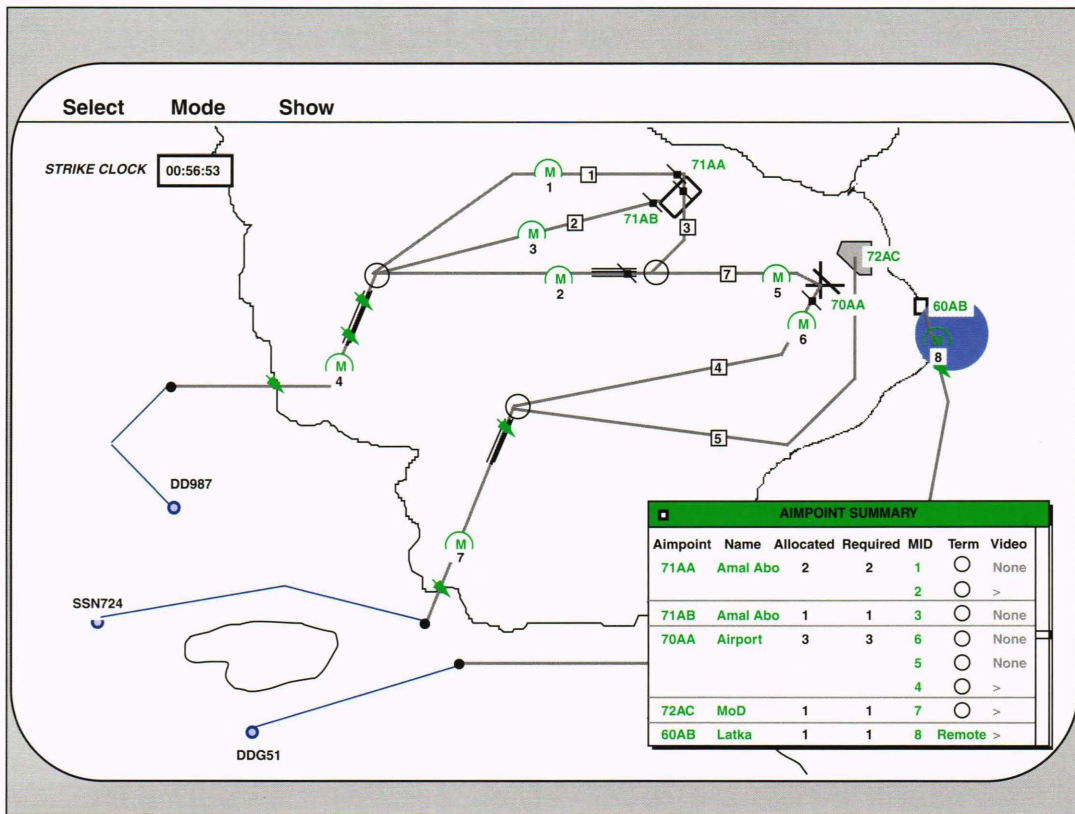 Select Mode Show
STRIKE CLOCK 00:56:53
71AA
M
1
1
71AB
M
3
2
3
72AC
M
2
7
M
5
70AA
60AB
M
6
M
8
M
4
4
5
DD987
M
7
SSN724
DDG51
AIMPOINT SUMMARY
Aimpoint Name Allocated Required MID Term Video
71AA Amal Abo 2 2 1 None
2 >
71AB Amal Abo 1 1 3 None
70AA Airport 3 3 6 None
5 None
4 >
72AC MoD 1 1 7 >
60AB Latka 1 1 8 Remote >